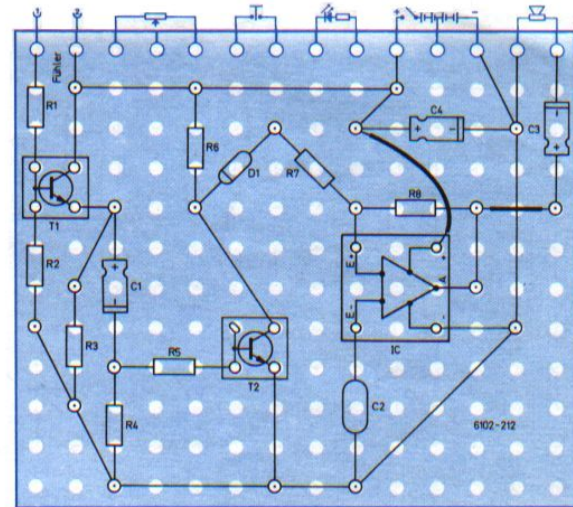 + -
Fühler
R1
R6
D1
R7
+ C4 -
- C3 +
T1
R8
R2
E+ +
A
E- -
IC
+ C1 -
R3
R5
T2
R4
C2
6102-212